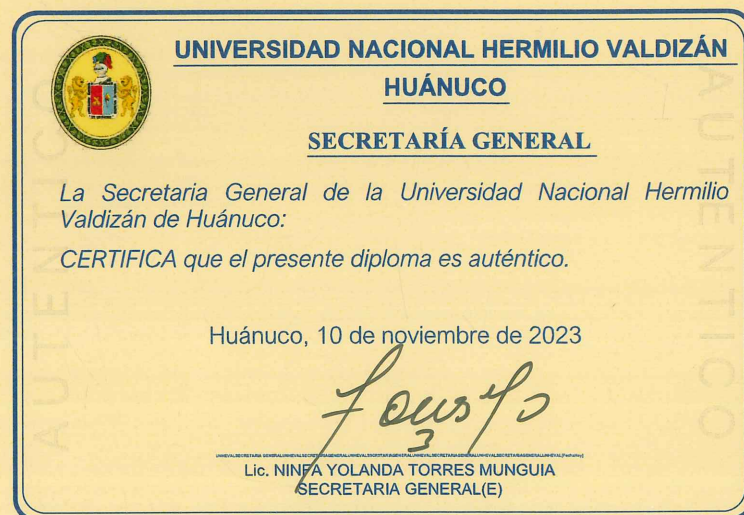 UNIVERSIDAD NACIONAL HERMILIO VALDIZÁN
HUÁNUCO
SECRETARÍA GENERAL
La Secretaria General de la Universidad Nacional Hermilio
Valdizán de Huánuco:
CERTIFICA que el presente diploma es auténtico.
Huánuco, 10 de noviembre de 2023
Lic. NINFA YOLANDA TORRES MUNGUIA
SECRETARIA GENERAL(E)
AUTENTICO
AUTENTICO